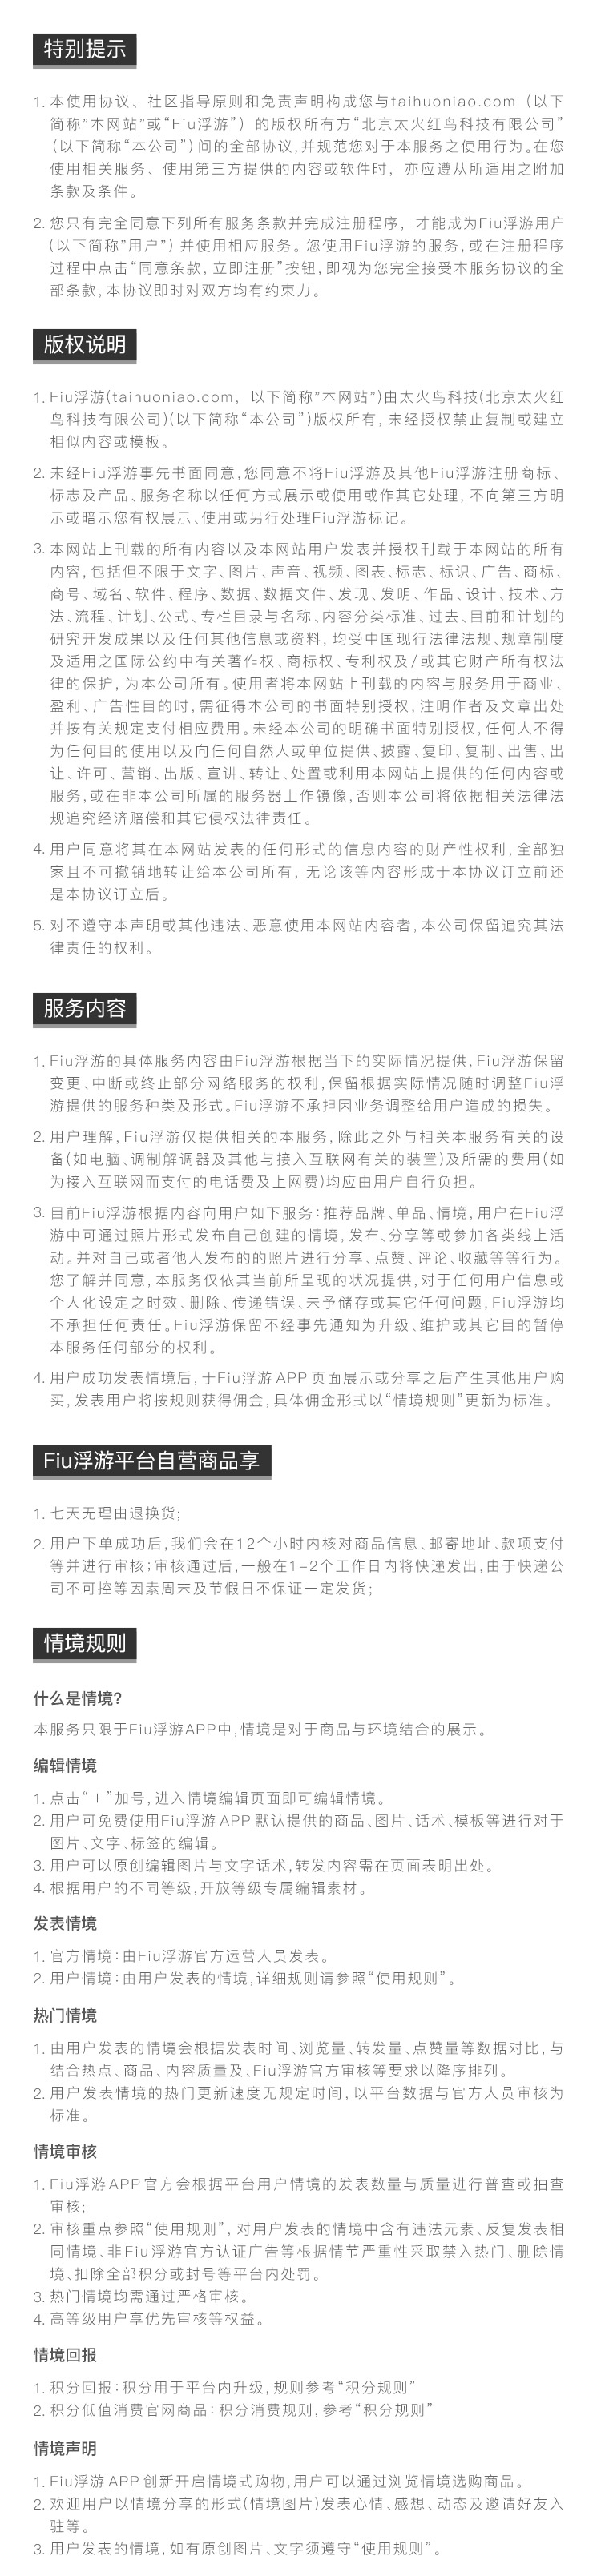 特别提示
1. 本使用协议、社区指导原则和免责声明构成您与taihuoniao.com（以下
简称"本网站"或“Fiu浮游”）的版权所有方“北京太火红鸟科技有限公司”
（以下简称“本公司”）间的全部协议,并规范您对于本服务之使用行为。在您
使用相关服务、使用第三方提供的内容或软件时，亦应遵从所适用之附加
条款及条件。
2. 您只有完全同意下列所有服务条款并完成注册程序，才能成为Fiu浮游用户
（以下简称"用户"）并使用相应服务。您使用Fiu浮游的服务,或在注册程序
过程中点击“同意条款，立即注册”按钮,即视为您完全接受本服务协议的全
部条款,本协议即时对双方均有约束力。
版权说明
1. Fiu浮游(taihuoniao.com，以下简称"本网站")由太火鸟科技(北京太火红
鸟科技有限公司)(以下简称“本公司”)版权所有，未经授权禁止复制或建立
相似内容或模板。
2. 未经Fiu浮游事先书面同意,您同意不将Fiu浮游及其他Fiu浮游注册商标、
标志及产品、服务名称以任何方式展示或使用或作其它处理，不向第三方明
示或暗示您有权展示、使用或另行处理Fiu浮游标记。
3. 本网站上刊载的所有内容以及本网站用户发表并授权刊载于本网站的所有
内容,包括但不限于文字、图片、声音、视频、图表、标志、标识、广告、商标、
商号、域名、软件、程序、数据、数据文件、发现、发明、作品、设计、技术、方
法、流程、计划、公式、专栏目录与名称、内容分类标准、过去、目前和计划的
研究开发成果以及任何其他信息或资料，均受中国现行法律法规、规章制度
及适用之国际公约中有关著作权、商标权、专利权及/或其它财产所有权法
律的保护,为本公司所有。使用者将本网站上刊载的内容与服务用于商业、
盈利、广告性目的时,需征得本公司的书面特别授权,注明作者及文章出处
并按有关规定支付相应费用。未经本公司的明确书面特别授权,任何人不得
为任何目的使用以及向任何自然人或单位提供、披露、复印、复制、出售、出
让、许可、营销、出版、宣讲、转让、处置或利用本网站上提供的任何内容或
服务,或在非本公司所属的服务器上作镜像,否则本公司将依据相关法律法
规追究经济赔偿和其它侵权法律责任。
4. 用户同意将其在本网站发表的任何形式的信息内容的财产性权利,全部独
家且不可撤销地转让给本公司所有，无论该等内容形成于本协议订立前还
是本协议订立后。
5. 对不遵守本声明或其他违法、恶意使用本网站内容者,本公司保留追究其法
律责任的权利。
服务内容
1. Fiu浮游的具体服务内容由Fiu浮游根据当下的实际情况提供,Fiu浮游保留
变更、中断或终止部分网络服务的权利,保留根据实际情况随时调整Fiu浮
游提供的服务种类及形式。Fiu浮游不承担因业务调整给用户造成的损失。
2. 用户理解,Fiu浮游仅提供相关的本服务,除此之外与相关本服务有关的设
备(如电脑、调制解调器及其他与接入互联网有关的装置)及所需的费用(如
为接入互联网而支付的电话费及上网费)均应由用户自行负担。
3. 目前Fiu浮游根据内容向用户如下服务:推荐品牌、单品、情境,用户在Fiu浮
游中可通过照片形式发布自己创建的情境,发布、分享等或参加各类线上活
动。并对自己或者他人发布的的照片进行分享、点赞、评论、收藏等等行为。
您了解并同意,本服务仅依其当前所呈现的状况提供,对于任何用户信息或
个人化设定之时效、删除、传递错误、未予储存或其它任何问题,Fiu浮游均
不承担任何责任。Fiu浮游保留不经事先通知为升级、维护或其它目的暂停
本服务任何部分的权利。
4. 用户成功发表情境后,于Fiu浮游 APP 页面展示或分享之后产生其他用户购
买,发表用户将按规则获得佣金,具体佣金形式以“情境规则”更新为标准。
Fiu浮游平台自营商品享
1. 七天无理由退换货;
2. 用户下单成功后,我们会在12个小时内核对商品信息、邮寄地址、款项支付
等并进行审核;审核通过后,一般在1-2个工作日内将快递发出,由于快递公
司不可控等因素周末及节假日不保证一定发货;
情境规则
什么是情境?
本服务只限于Fiu浮游APP中,情境是对于商品与环境结合的展示。
编辑情境
1. 点击“＋”加号,进入情境编辑页面即可编辑情境。
2. 用户可免费使用Fiu浮游 APP 默认提供的商品、图片、话术、模板等进行对于
图片、文字、标签的编辑。
3. 用户可以原创编辑图片与文字话术,转发内容需在页面表明出处。
4. 根据用户的不同等级,开放等级专属编辑素材。
发表情境
1. 官方情境:由Fiu浮游官方运营人员发表。
2. 用户情境:由用户发表的情境,详细规则请参照“使用规则”。
热门情境
1. 由用户发表的情境会根据发表时间、浏览量、转发量、点赞量等数据对比,与
结合热点、商品、内容质量及、Fiu浮游官方审核等要求以降序排列。
2. 用户发表情境的热门更新速度无规定时间,以平台数据与官方人员审核为
标准。
情境审核
1. Fiu浮游APP官方会根据平台用户情境的发表数量与质量进行普查或抽查
审核;
2. 审核重点参照“使用规则”，对用户发表的情境中含有违法元素、反复发表相
同情境、非Fiu浮游官方认证广告等根据情节严重性采取禁入热门、删除情
境、扣除全部积分或封号等平台内处罚。
3. 热门情境均需通过严格审核。
4. 高等级用户享优先审核等权益。
情境回报
1. 积分回报:积分用于平台内升级,规则参考“积分规则”
2. 积分低值消费官网商品:积分消费规则,参考“积分规则”
情境声明
1. Fiu浮游 APP 创新开启情境式购物,用户可以通过浏览情境选购商品。
2. 欢迎用户以情境分享的形式(情境图片)发表心情、感想、动态及邀请好友入
驻等。
3. 用户发表的情境,如有原创图片、文字须遵守“使用规则”。